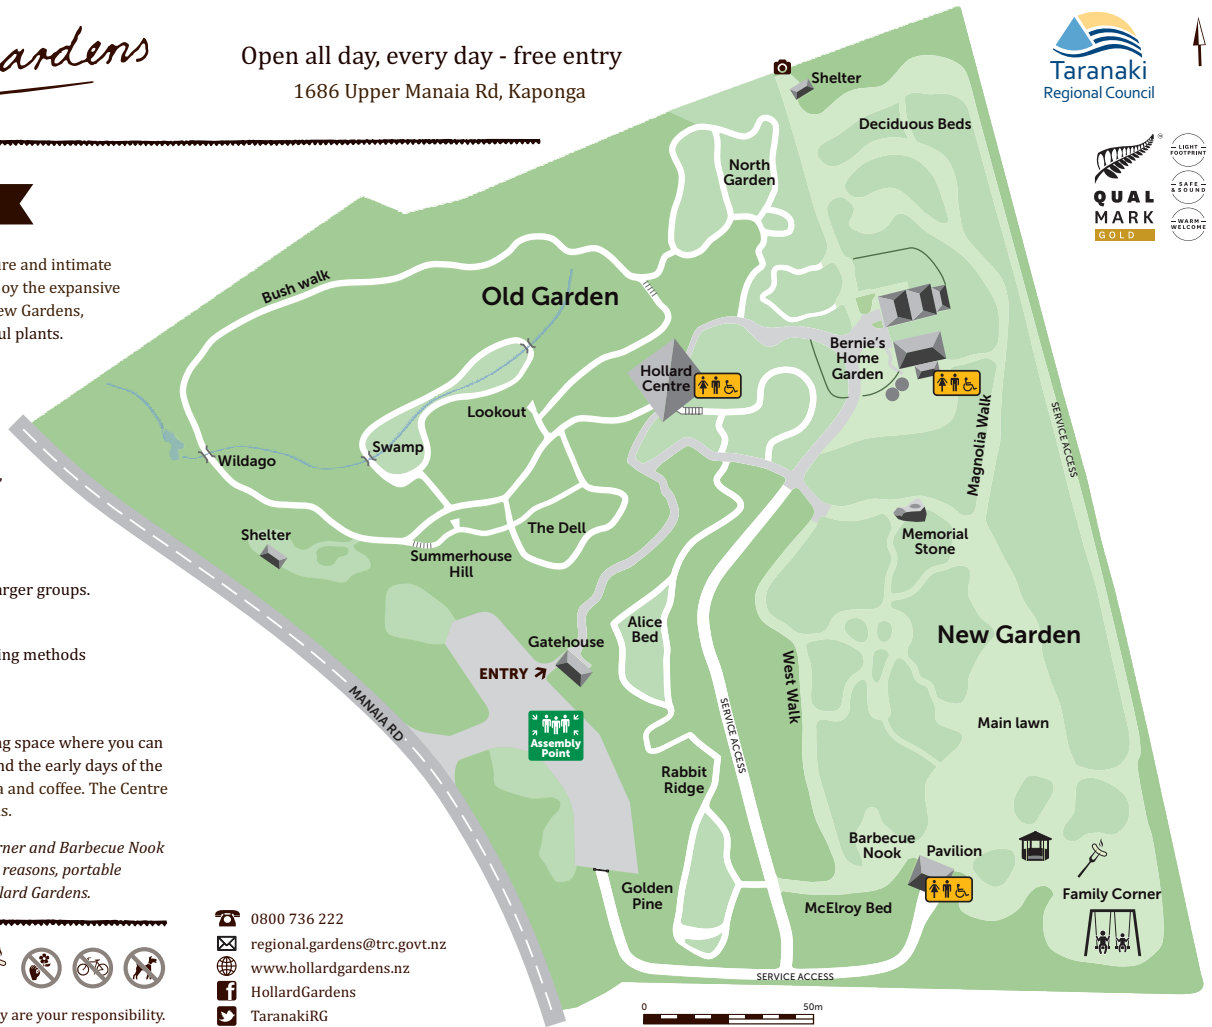 ardens
Open all day, every day - free entry
1686 Upper Manaia Rd, Kaponga
Taranaki
Regional Council
QUAL
MARK
GOLD
LIGHT
FOOTPRINT
SAFE
& SOUND
WARM
WELCOME
ure and intimate
oy the expansive
ew Gardens,
ul plants.
arger groups.
ing methods
ng space where you can
nd the early days of the
a and coffee. The Centre
s.
rner and Barbecue Nook
reasons, portable
llard Gardens.
y are your responsibility.
0800 736 222
regional.gardens@trc.govt.nz
www.hollardgardens.nz
HollardGardens
TaranakiRG
Shelter
Deciduous Beds
North
Garden
Bush walk
Old Garden
Bernie's
Home
Garden
Hollard
Centre
Lookout
Magnolia Walk
SERVICE ACCESS
Swamp
Wildago
The Dell
Shelter
Summerhouse
Hill
Memorial
Stone
Alice
Bed
New Garden
Gatehouse
ENTRY
West Walk
MANAIA RD
SERVICE ACCESS
Main lawn
Assembly
Point
Rabbit
Ridge
Barbecue
Nook
Pavilion
Golden
Pine
McElroy Bed
Family Corner
SERVICE ACCESS
0 50m